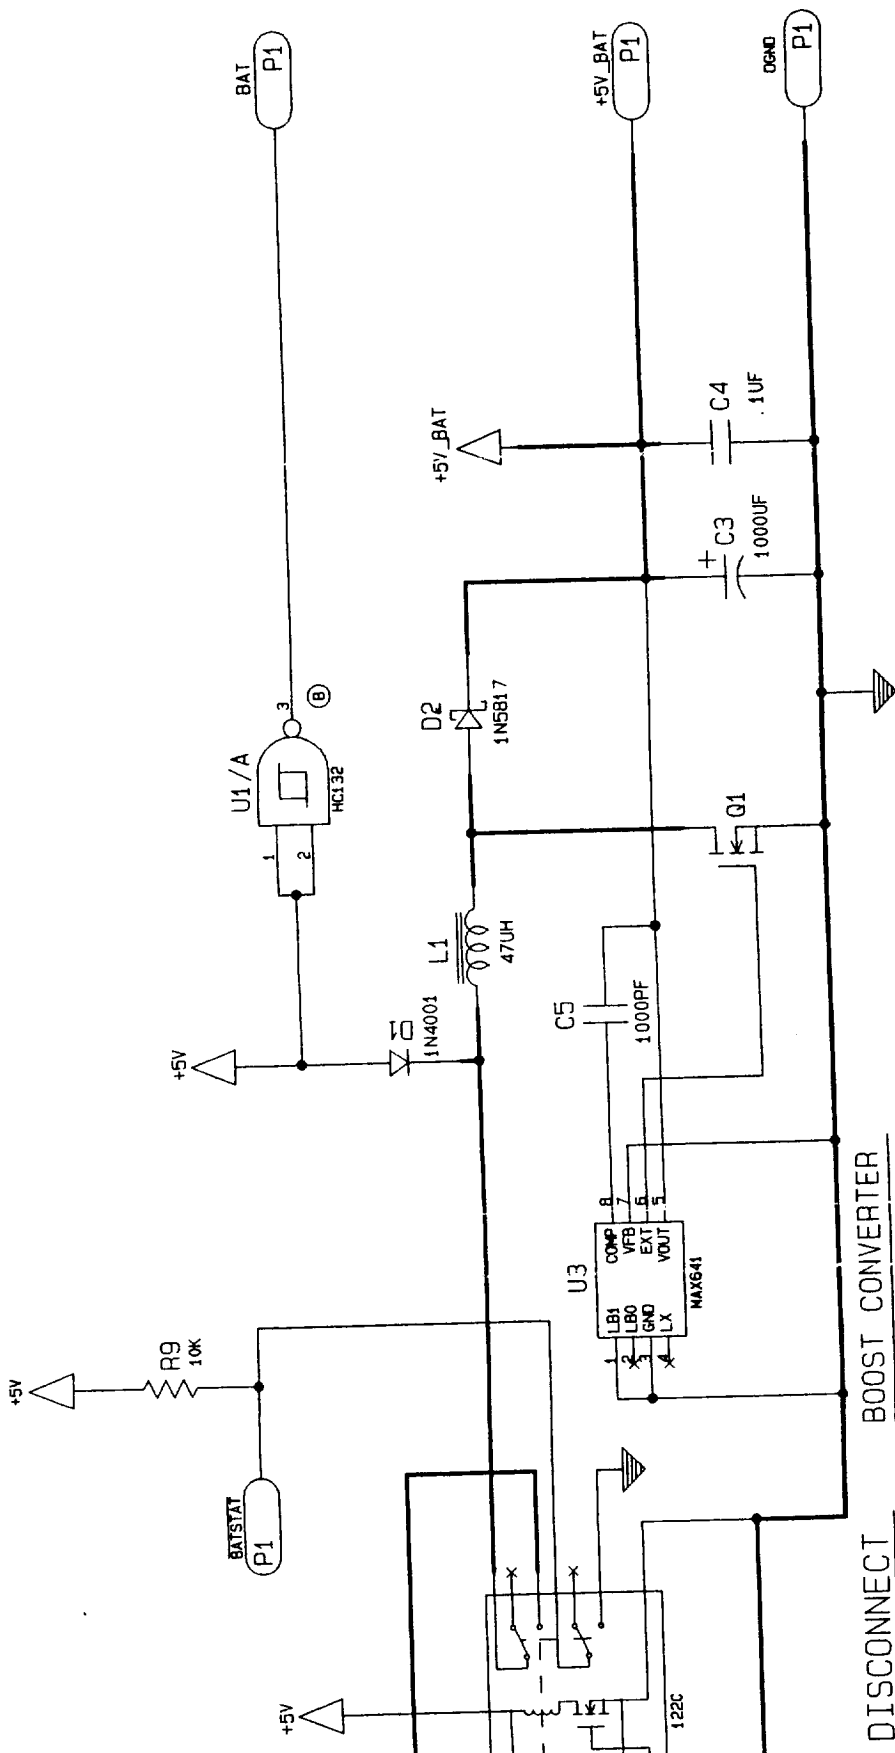 BAT
P1
+5V_BAT
P1
DGND
P1
+5V_BAT
C4
.1UF
+
C3
1000UF
U1/A
HC132
1
2
3
B
D2
1N5817
Q1
L1
47UH
+5V
D1
1N4001
C5
1000PF
U3
MAX641
COMP 8
VFB 7
EXT 6
VOUT 5
1 LBI
2 LBO
3 GND
4 LX
+5V
R9
10K
BATSTAT
P1
+5V
122C
DISCONNECT
BOOST CONVERTER